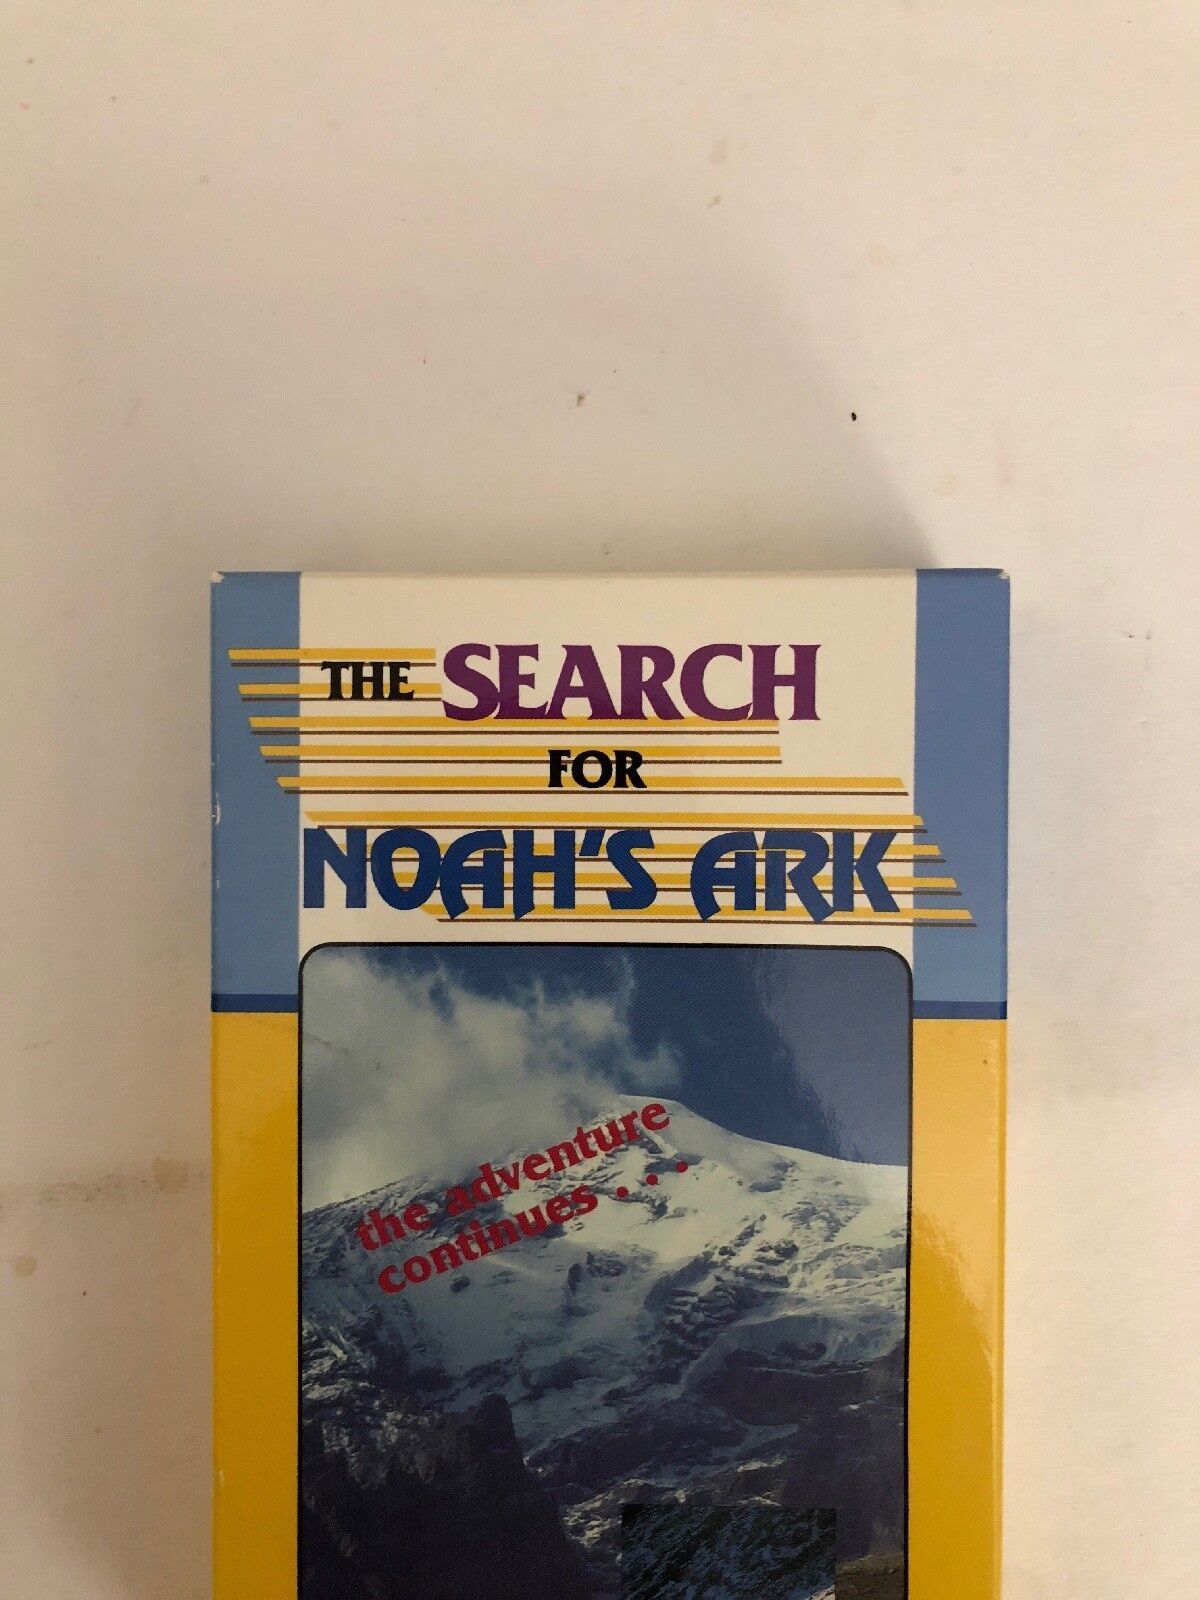 THE SEARCH
FOR
NOAH'S ARK
the adventure
continues . . .